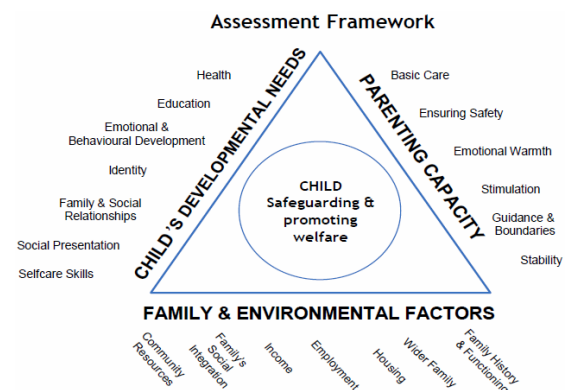 Assessment Framework
Health
Education
Emotional &
Behavioural Development
Identity
Family & Social
Relationships
Social Presentation
Selfcare Skills
CHILD'S DEVELOPMENTAL NEEDS
CHILD
Safeguarding &
promoting
welfare
PARENTING CAPACITY
Basic Care
Ensuring Safety
Emotional Warmth
Stimulation
Guidance &
Boundaries
Stability
FAMILY & ENVIRONMENTAL FACTORS
Community
Resources
Family's
Social
Integration
Income
Employment
Housing
Wider Family
Family History
& Functioning